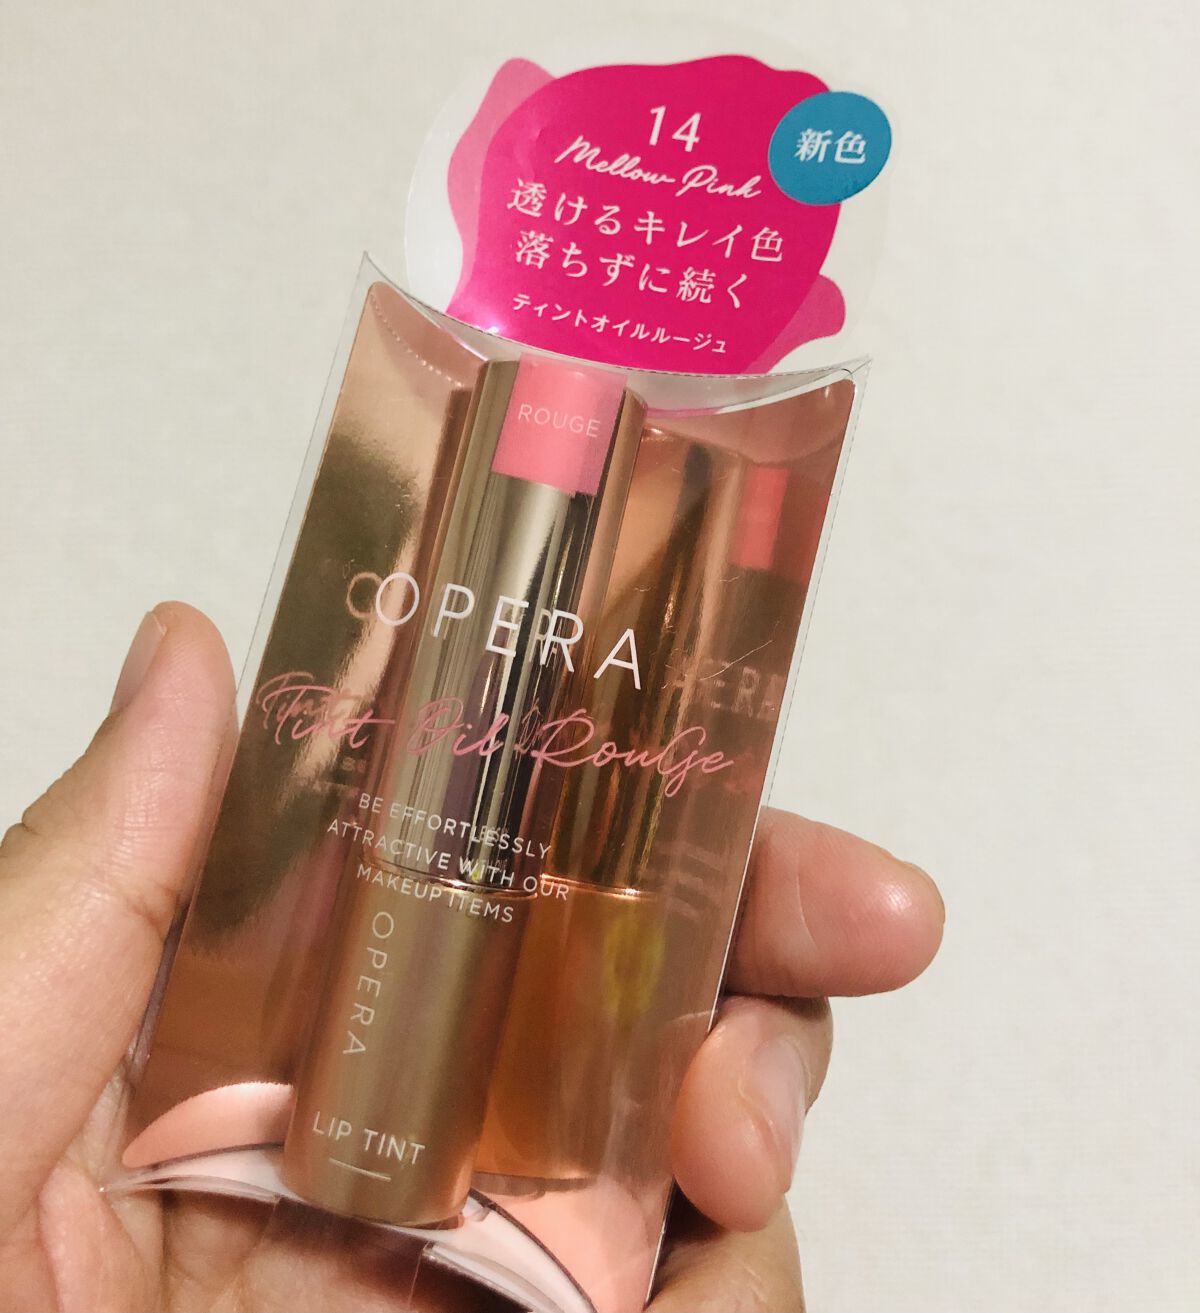 14
Mellow Pink
新色
透けるキレイ色
落ちずに続く
ティントオイルルージュ
ROUGE
OPERA
Tint Oil Rouge
BE EFFORTLESSLY
ATTRACTIVE WITH OUR
MAKEUP ITEMS
OPERA
LIP TINT